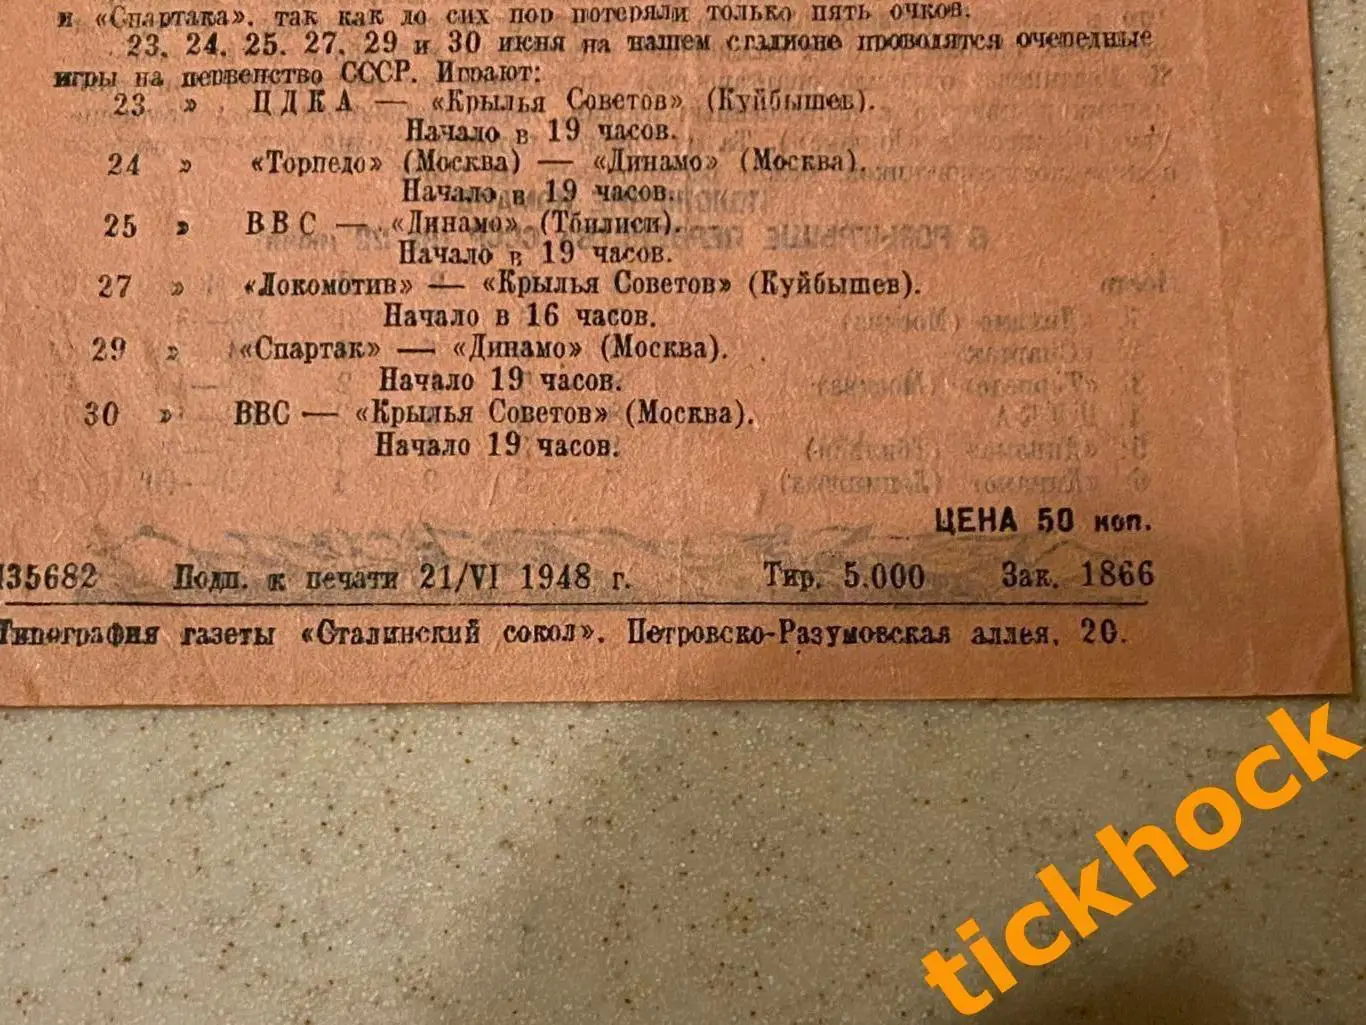 и «Спартака», так как до сих пор потеряли только пять очков.
23, 24, 25, 27, 29 и 30 июня на нашем стадионе проводятся очередные
игры на первенство СССР. Играют:
23 » ЦДКА — «Крылья Советов» (Куйбышев).
Начало в 19 часов.
24 » «Торпедо» (Москва) — «Динамо» (Москва).
Начало в 19 часов.
25 » ВВС — «Динамо» (Тбилиси).
Начало в 19 часов.
27 » «Локомотив» — «Крылья Советов» (Куйбышев).
Начало в 16 часов.
29 » «Спартак» — «Динамо» (Москва).
Начало 19 часов.
30 » ВВС — «Крылья Советов» (Москва).
Начало 19 часов.
ЦЕНА 50 коп.
35682 Подп. к печати 21/VI 1948 г. Тир. 5.000 Зак. 1866
Типография газеты «Сталинский сокол». Петровско-Разумовская аллея, 20.
tickhock